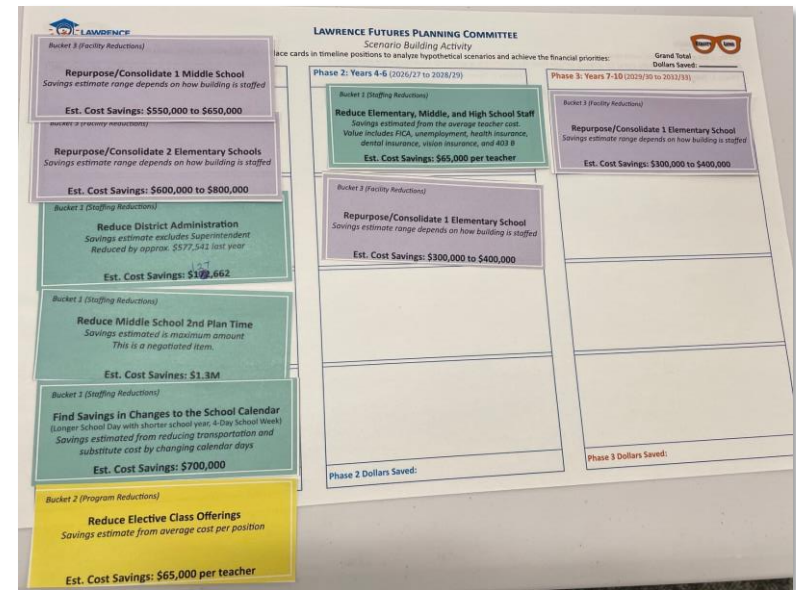 LAWRENCE
LAWRENCE FUTURES PLANNING COMMITTEE
Scenario Building Activity
lace cards in timeline positions to analyze hypothetical scenarios and achieve the financial priorities:
Grand Total
Dollars Saved:
Bucket 3 (Facility Reductions)
Repurpose/Consolidate 1 Middle School
Savings estimate range depends on how building is staffed
Est. Cost Savings: $550,000 to $650,000
Bucket 3 (Facility Reductions)
Repurpose/Consolidate 2 Elementary Schools
Savings estimate range depends on how building is staffed
Est. Cost Savings: $600,000 to $800,000
Bucket 1 (Staffing Reductions)
Reduce District Administration
Savings estimate excludes Superintendent
Reduced by approx. $577,541 last year
Est. Cost Savings:
Bucket 1 (Staffing Reductions)
Reduce Middle School 2nd Plan Time
Savings estimated is maximum amount
This is a negotiated item.
Est. Cost Savings: $1.3M
Bucket 1 (Staffing Reductions)
Find Savings in Changes to the School Calendar
(Longer School Day with shorter school year, 4-Day School Week)
Savings estimated from reducing transportation and
substitute cost by changing calendar days
Est. Cost Savings: $700,000
Bucket 2 (Program Reductions)
Reduce Elective Class Offerings
Savings estimate from average cost per position
Est. Cost Savings: $65,000 per teacher
Phase 2: Years 4-6 (2026/27 to 2028/29)
Bucket 1 (Staffing Reductions)
Reduce Elementary, Middle, and High School Staff
Savings estimated from the average teacher cost.
Value includes FICA, unemployment, health insurance,
dental insurance, vision insurance, and 403 B
Est. Cost Savings: $65,000 per teacher
Bucket 3 (Facility Reductions)
Repurpose/Consolidate 1 Elementary School
Savings estimate range depends on how building is staffed
Est. Cost Savings: $300,000 to $400,000
Phase 2 Dollars Saved:
Phase 3: Years 7-10 (2029/30 to 2032/33)
Bucket 3 (Facility Reductions)
Repurpose/Consolidate 1 Elementary School
Savings estimate range depends on how building is staffed
Est. Cost Savings: $300,000 to $400,000
Phase 3 Dollars Saved: